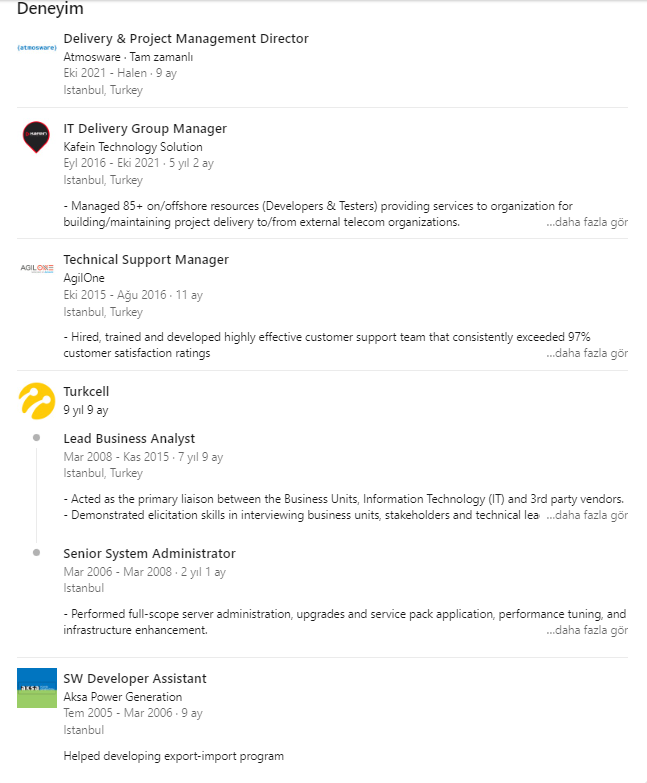 Deneyim
(atmosware)
Delivery & Project Management Director
Atmosware · Tam zamanlı
Eki 2021 - Halen · 9 ay
Istanbul, Turkey
KAFEIN
IT Delivery Group Manager
Kafein Technology Solution
Eyl 2016 - Eki 2021 · 5 yıl 2 ay
Istanbul, Turkey
- Managed 85+ on/offshore resources (Developers & Testers) providing services to organization for
building/maintaining project delivery to/from external telecom organizations. ...daha fazla gör
AGILONE
Technical Support Manager
AgilOne
Eki 2015 - Ağu 2016 · 11 ay
Istanbul, Turkey
- Hired, trained and developed highly effective customer support team that consistently exceeded 97%
customer satisfaction ratings ...daha fazla gör
Turkcell
9 yıl 9 ay
Lead Business Analyst
Mar 2008 - Kas 2015 · 7 yıl 9 ay
Istanbul, Turkey
- Acted as the primary liaison between the Business Units, Information Technology (IT) and 3rd party vendors.
- Demonstrated elicitation skills in interviewing business units, stakeholders and technical lea ...daha fazla gör
Senior System Administrator
Mar 2006 - Mar 2008 · 2 yıl 1 ay
Istanbul
- Performed full-scope server administration, upgrades and service pack application, performance tuning, and
infrastructure enhancement. ...daha fazla gör
aksa
SW Developer Assistant
Aksa Power Generation
Tem 2005 - Mar 2006 · 9 ay
Istanbul
Helped developing export-import program